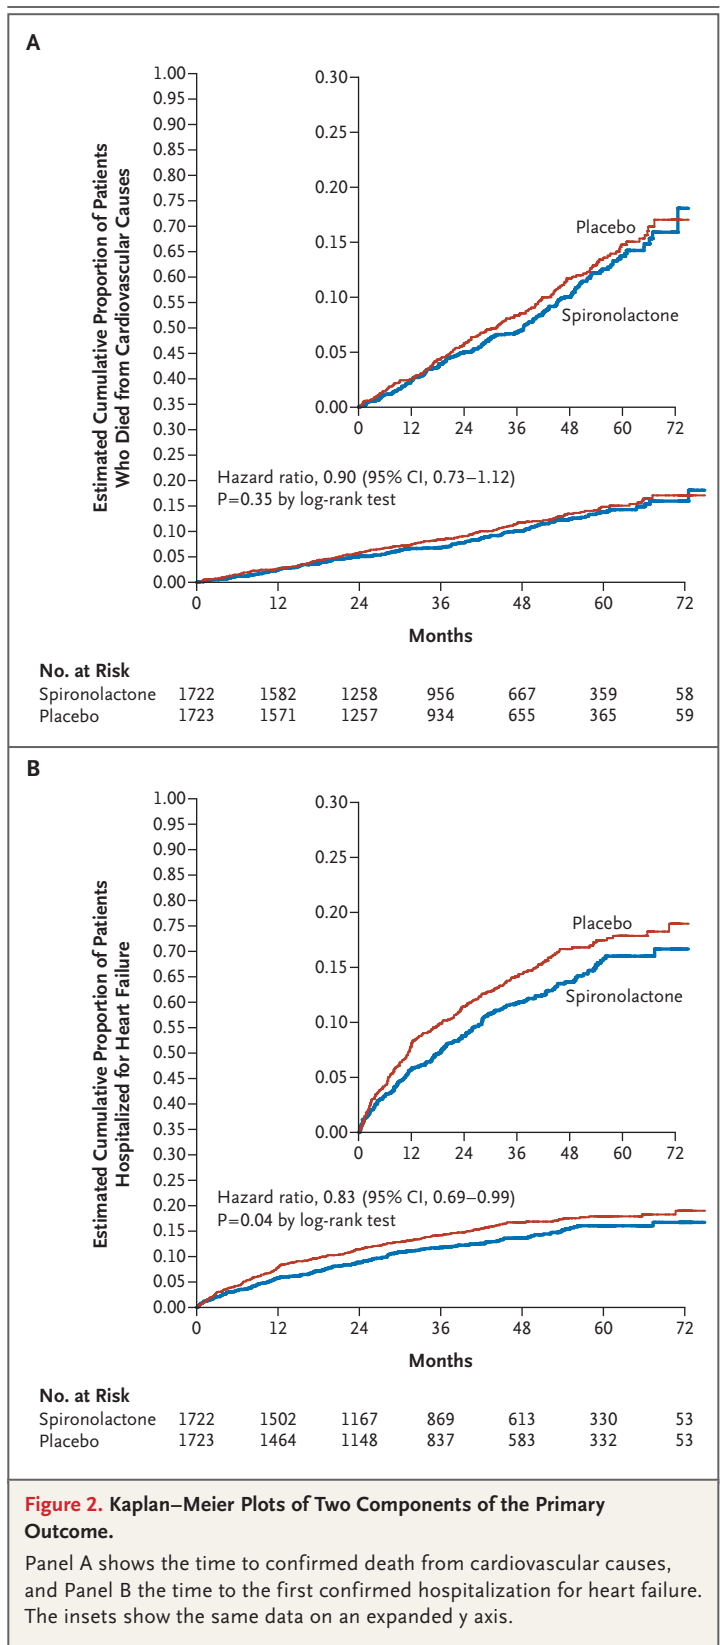 A
Estimated Cumulative Proportion of Patients
Who Died from Cardiovascular Causes
1.00
0.95
0.90
0.85
0.80
0.75
0.70
0.65
0.60
0.55
0.50
0.45
0.40
0.35
0.30
0.25
0.20
0.15
0.10
0.05
0.00
0.30
0.25
0.20
0.15
0.10
0.05
0.00
Placebo
Spironolactone
0 12 24 36 48 60 72
Hazard ratio, 0.90 (95% CI, 0.73–1.12)
P=0.35 by log-rank test
0 12 24 36 48 60 72
Months
No. at Risk
Spironolactone 1722 1582 1258 956 667 359 58
Placebo 1723 1571 1257 934 655 365 59
B
Estimated Cumulative Proportion of Patients
Hospitalized for Heart Failure
1.00
0.95
0.90
0.85
0.80
0.75
0.70
0.65
0.60
0.55
0.50
0.45
0.40
0.35
0.30
0.25
0.20
0.15
0.10
0.05
0.00
0.30
0.25
0.20
0.15
0.10
0.05
0.00
Placebo
Spironolactone
0 12 24 36 48 60 72
Hazard ratio, 0.83 (95% CI, 0.69–0.99)
P=0.04 by log-rank test
0 12 24 36 48 60 72
Months
No. at Risk
Spironolactone 1722 1502 1167 869 613 330 53
Placebo 1723 1464 1148 837 583 332 53
Figure 2. Kaplan–Meier Plots of Two Components of the Primary
Outcome.
Panel A shows the time to confirmed death from cardiovascular causes,
and Panel B the time to the first confirmed hospitalization for heart failure.
The insets show the same data on an expanded y axis.